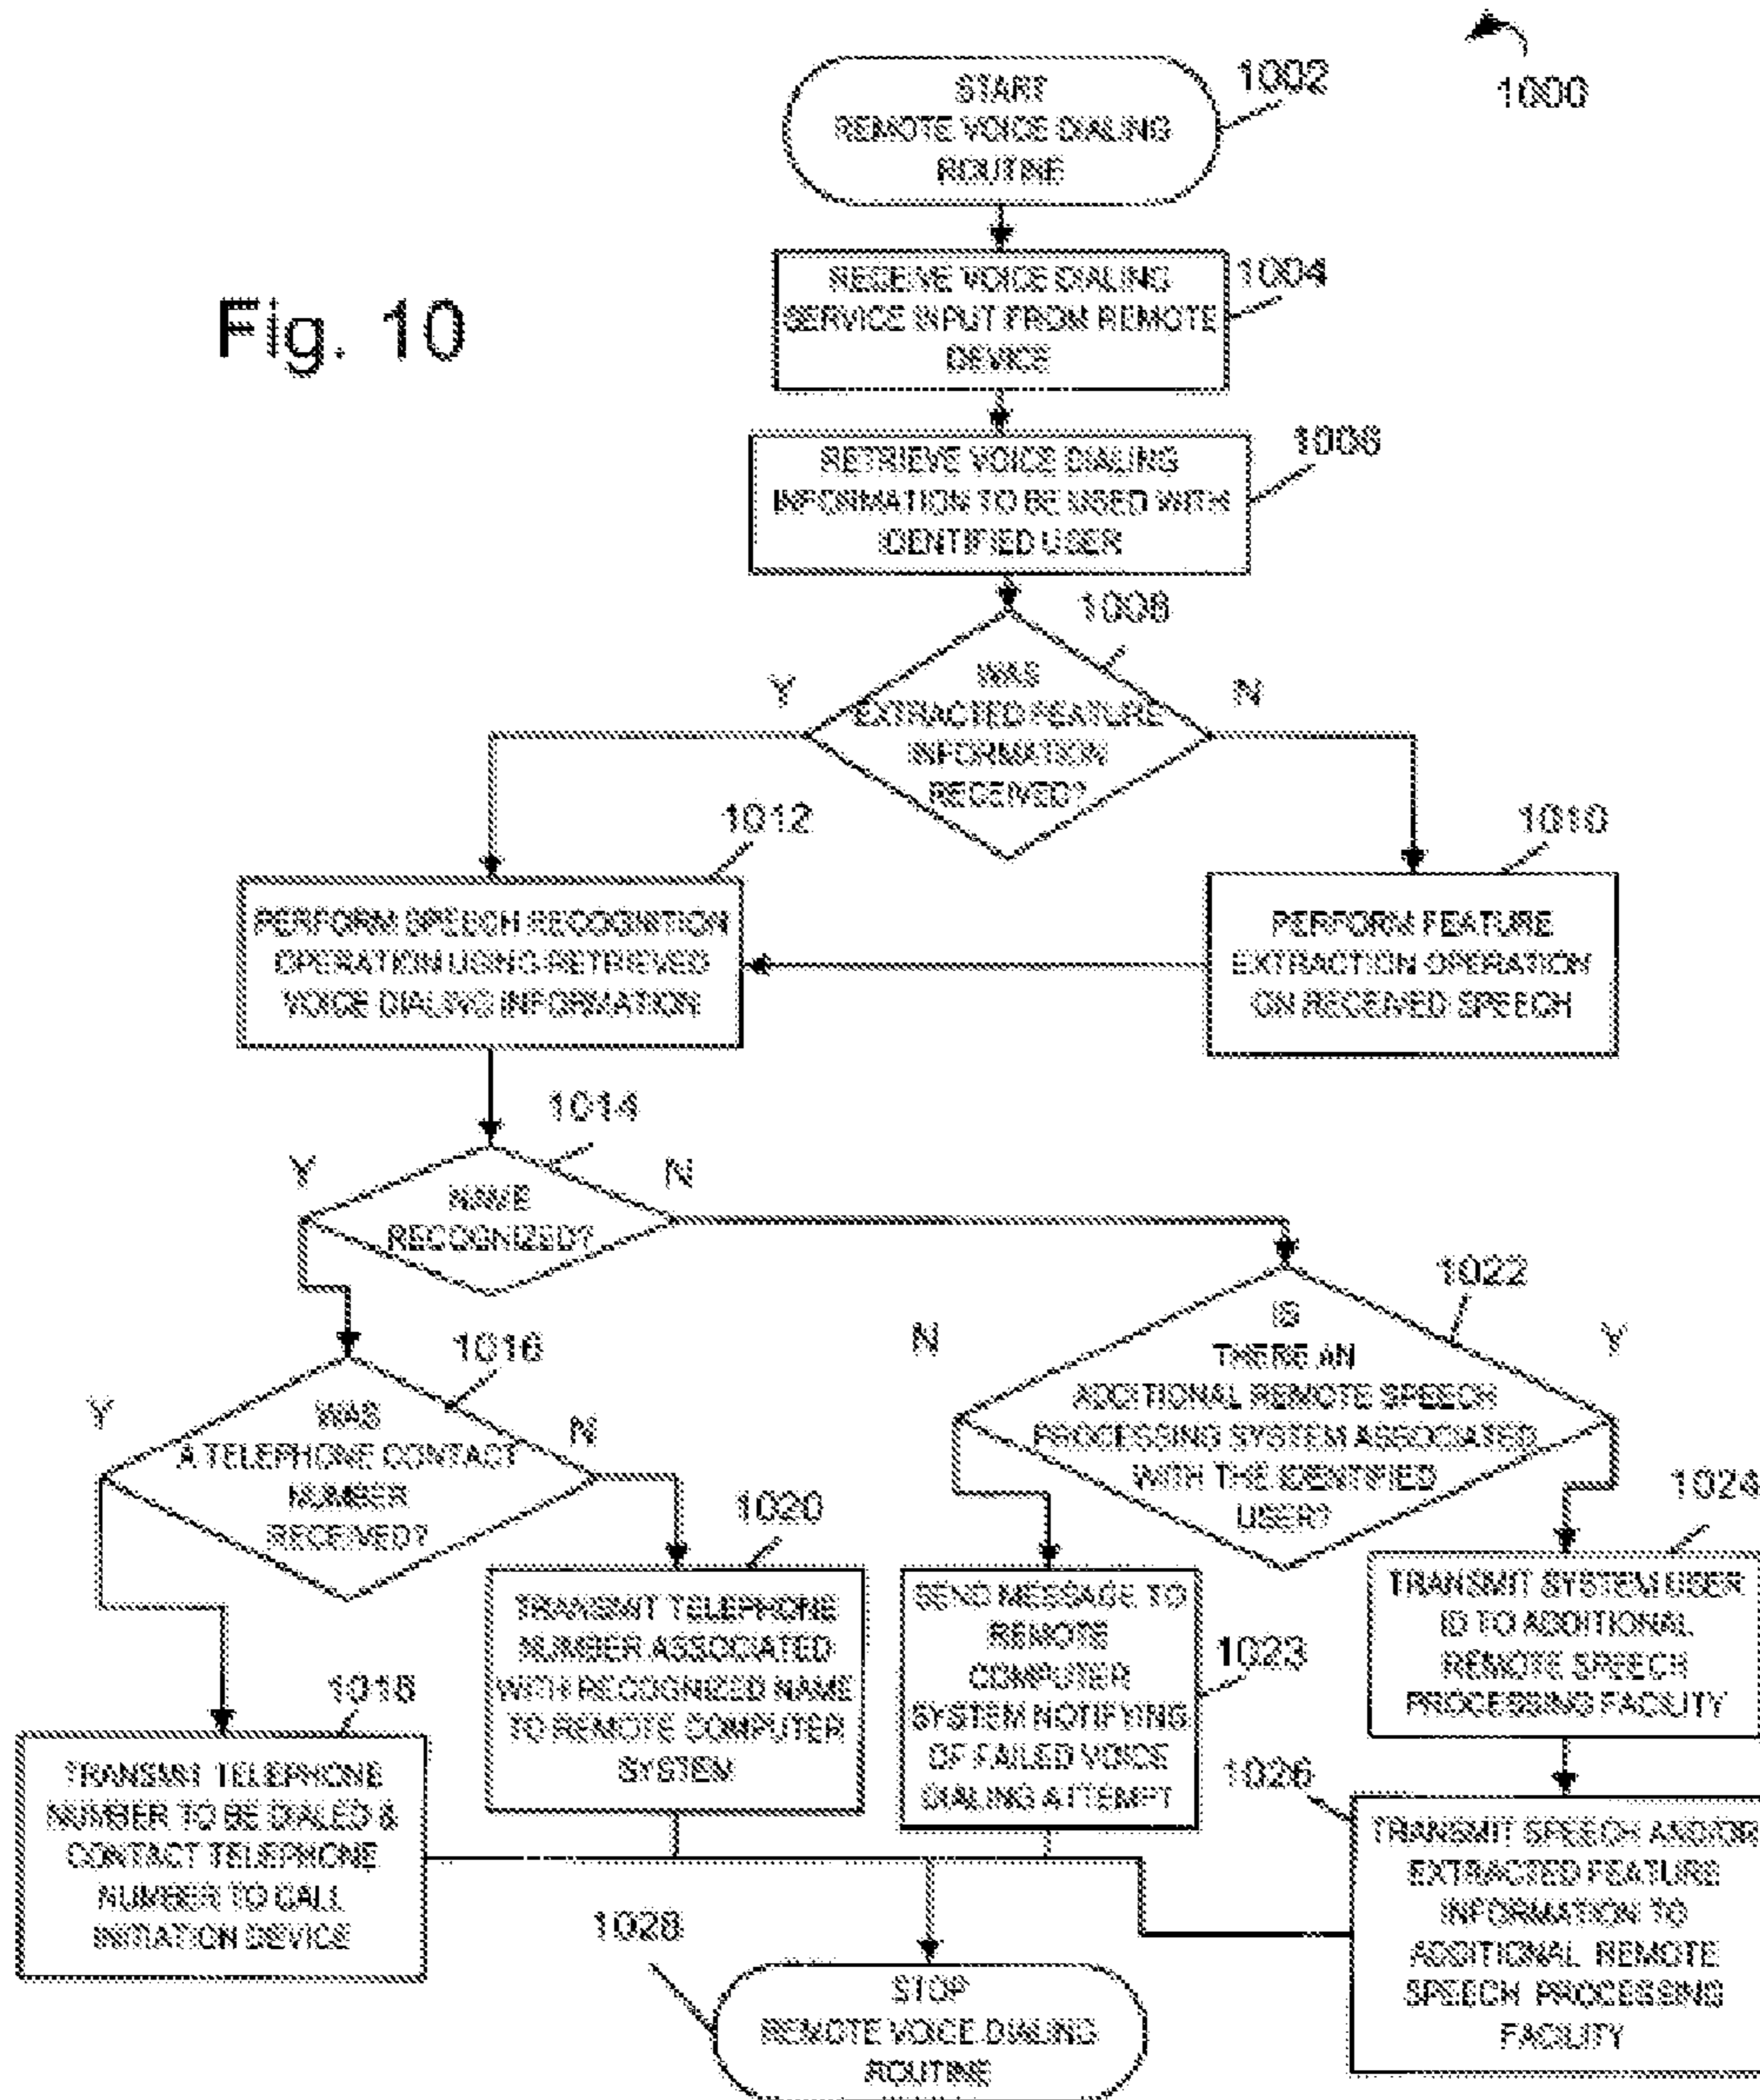 1000
START
REMOTE VOICE DIALING
ROUTINE
1002
Fig. 10
RECEIVE VOICE DIALING
SERVICE INPUT FROM REMOTE
DEVICE
1004
RETRIEVE VOICE DIALING
INFORMATION TO BE USED WITH
IDENTIFIED USER
1006
1008
Y
WAS
EXTRACTED FEATURE
INFORMATION
RECEIVED?
N
1012
1010
PERFORM SPEECH RECOGNITION
OPERATION USING RETRIEVED
VOICE DIALING INFORMATION
PERFORM FEATURE
EXTRACTION OPERATION
ON RECEIVED SPEECH
1014
Y
NAME
RECOGNIZED?
N
1016
Y
WAS
A TELEPHONE CONTACT
NUMBER
RECEIVED?
N
1022
N
IS
THERE AN
ADDITIONAL REMOTE SPEECH
PROCESSING SYSTEM ASSOCIATED
WITH THE IDENTIFIED
USER?
Y
1018
TRANSMIT TELEPHONE
NUMBER TO BE DIALED &
CONTACT TELEPHONE
NUMBER TO CALL
INITIATION DEVICE
1020
TRANSMIT TELEPHONE
NUMBER ASSOCIATED
WITH RECOGNIZED NAME
TO REMOTE COMPUTER
SYSTEM
SEND MESSAGE TO
REMOTE
COMPUTER
SYSTEM NOTIFYING
OF FAILED VOICE
DIALING ATTEMPT
1023
1024
TRANSMIT SYSTEM USER
ID TO ADDITIONAL
REMOTE SPEECH
PROCESSING FACILITY
1026
TRANSMIT SPEECH AND/OR
EXTRACTED FEATURE
INFORMATION TO
ADDITIONAL REMOTE
SPEECH PROCESSING
FACILITY
1028
STOP
REMOTE VOICE DIALING
ROUTINE